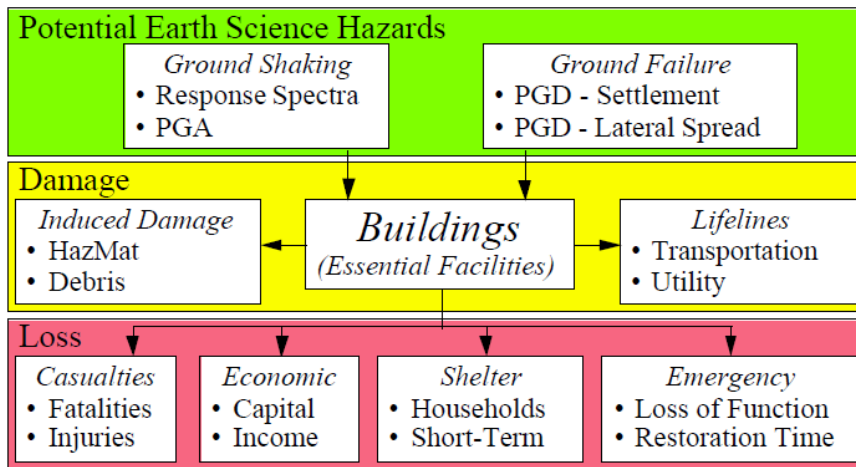 Potential Earth Science Hazards
Ground Shaking
• Response Spectra
• PGA
Ground Failure
• PGD - Settlement
• PGD - Lateral Spread
Damage
Induced Damage
• HazMat
• Debris
Buildings
(Essential Facilities)
Lifelines
• Transportation
• Utility
Loss
Casualties
• Fatalities
• Injuries
Economic
• Capital
• Income
Shelter
• Households
• Short-Term
Emergency
• Loss of Function
• Restoration Time